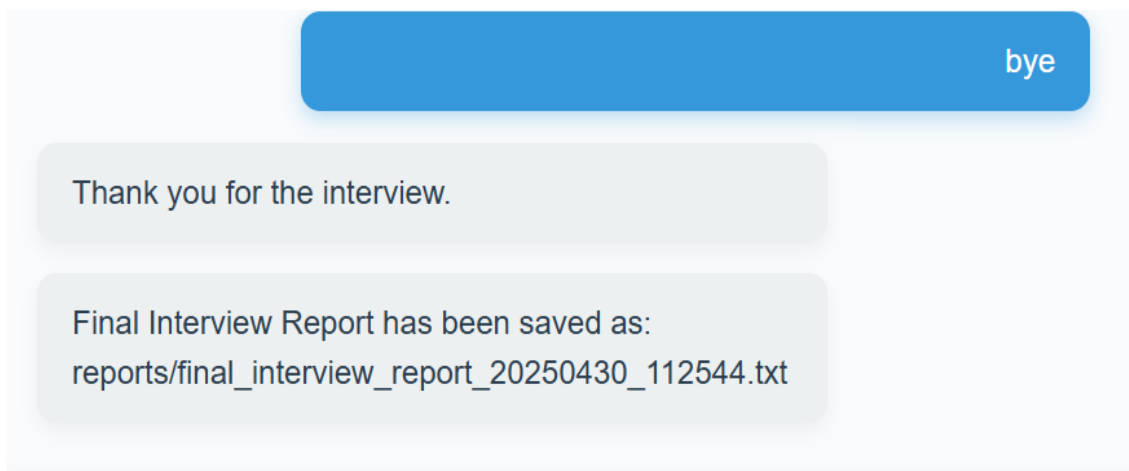 bye
Thank you for the interview.
Final Interview Report has been saved as:
reports/final_interview_report_20250430_112544.txt